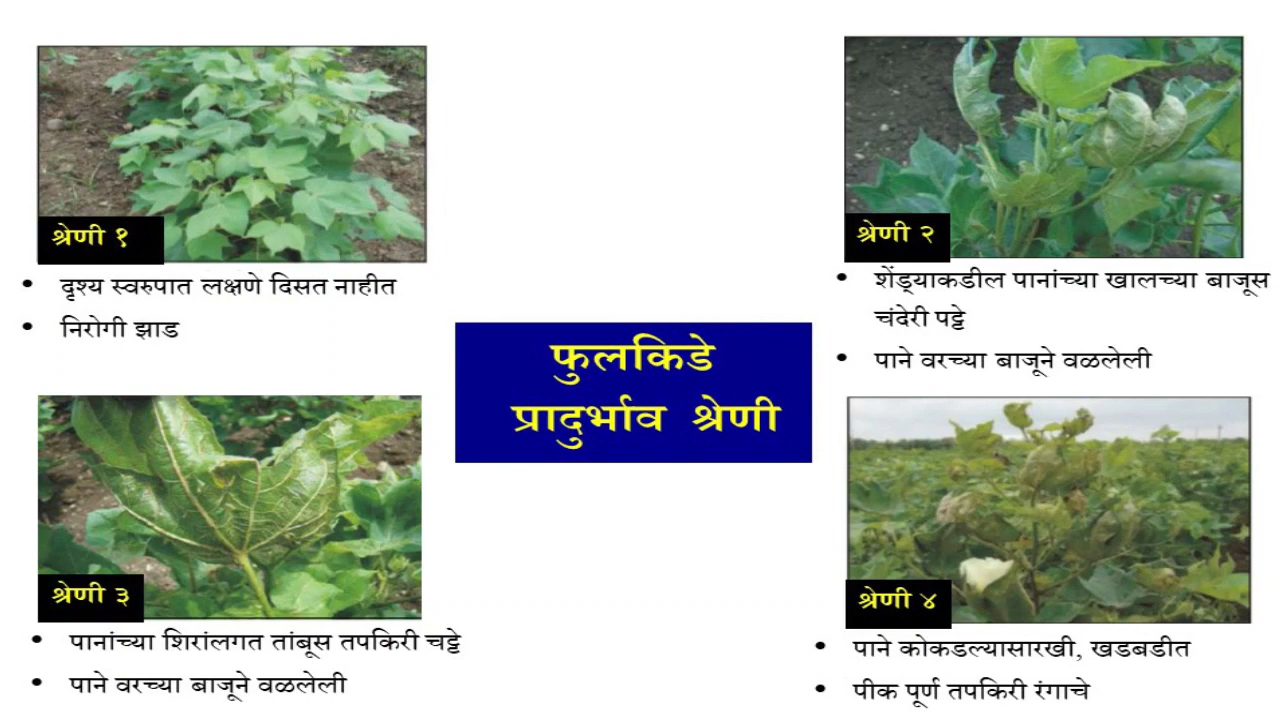 श्रेणी १
• दृश्य स्वरुपात लक्षणे दिसत नाहीत
• निरोगी झाड
श्रेणी २
• शेंड्याकडील पानांच्या खालच्या बाजूस
चंदेरी पट्टे
• पाने वरच्या बाजूने वळलेली
फुलकिडे
प्रादुर्भाव श्रेणी
श्रेणी ३
• पानांच्या शिरांलगत तांबूस तपकिरी चट्टे
• पाने वरच्या बाजूने वळलेली
श्रेणी ४
• पाने कोकडल्यासारखी, खडबडीत
• पीक पूर्ण तपकिरी रंगाचे